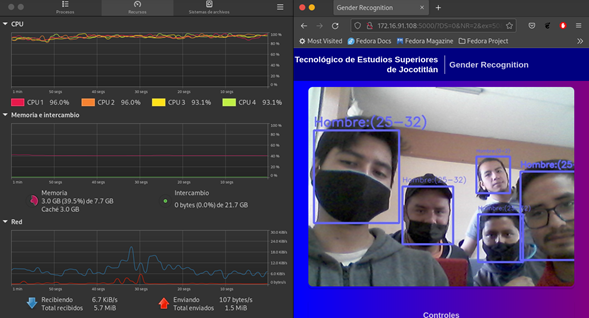 Procesos
Recursos
Sistemas de archivos
CPU
100 %
80 %
60 %
40 %
20 %
0 %
1 min 50 segs 40 segs 30 segs 20 segs 10 segs
CPU 1 96.0% CPU 2 96.0% CPU 3 93.1% CPU 4 93.1%
Memoria e intercambio
100 %
80 %
60 %
40 %
20 %
0 %
1 min 50 segs 40 segs 30 segs 20 segs 10 segs
Memoria
3.0 GB (39.5%) de 7.7 GB
Caché 3.0 GB
Intercambio
0 bytes (0.0%) de 21.7 GB
Red
30.0 KiB/s
24.0 KiB/s
18.0 KiB/s
12.0 KiB/s
6.0 KiB/s
0 bytes/s
1 min 50 segs 40 segs 30 segs 20 segs 10 segs
Recibiendo 6.7 KiB/s
Total recibidos 5.7 MiB
Enviando 107 bytes/s
Total enviados 1.5 MiB
Gender Recognition
172.16.91.108:5000/?DS=0&NR=2&ex=
Most Visited Fedora Docs Fedora Magazine Fedora Project
Tecnológico de Estudios Superiores
de Jocotitlán
Gender Recognition
Hombre:(25-32)
Hombre:(25-32)
Hombre:(25
Controles